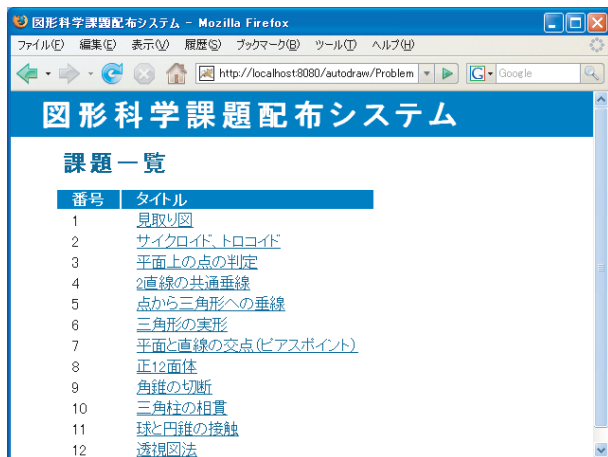 図形科学課題配布システム - Mozilla Firefox
ファイル(F) 編集(E) 表示(V) 履歴(S) ブックマーク(B) ツール(T) ヘルプ(H)
http://localhost:8080/autodraw/Problem G Google
図形科学課題配布システム
課題一覧
番号 タイトル
1 見取り図
2 サイクロイド、トロコイド
3 平面上の点の判定
4 2直線の共通垂線
5 点から三角形への垂線
6 三角形の実形
7 平面と直線の交点(ピアスポイント)
8 正12面体
9 角錐の切断
10 三角柱の相貫
11 球と円錐の接触
12 透視図法